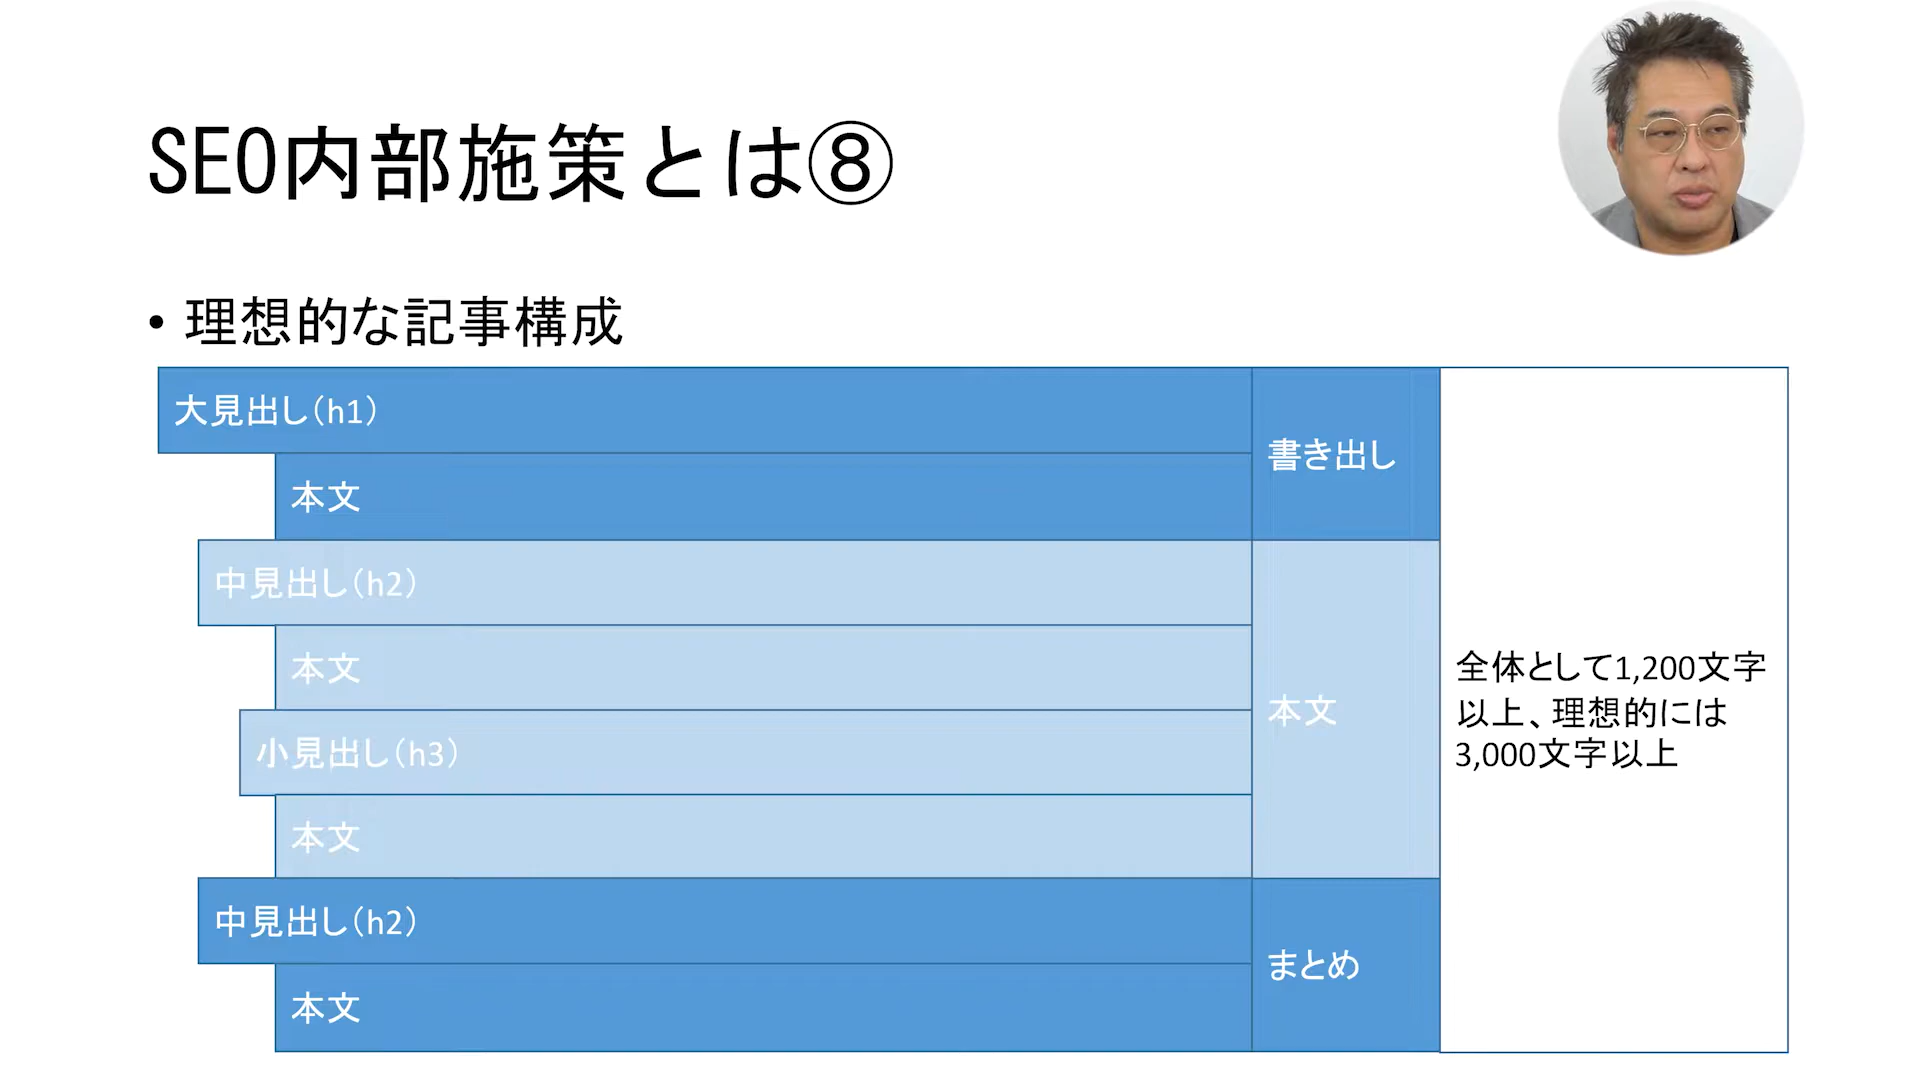 SEO内部施策とは⑧
• 理想的な記事構成
大見出し(h1)
本文
書き出し
中見出し(h2)
本文
小見出し(h3)
本文
本文
中見出し(h2)
本文
まとめ
全体として1,200文字
以上、理想的には
3,000文字以上